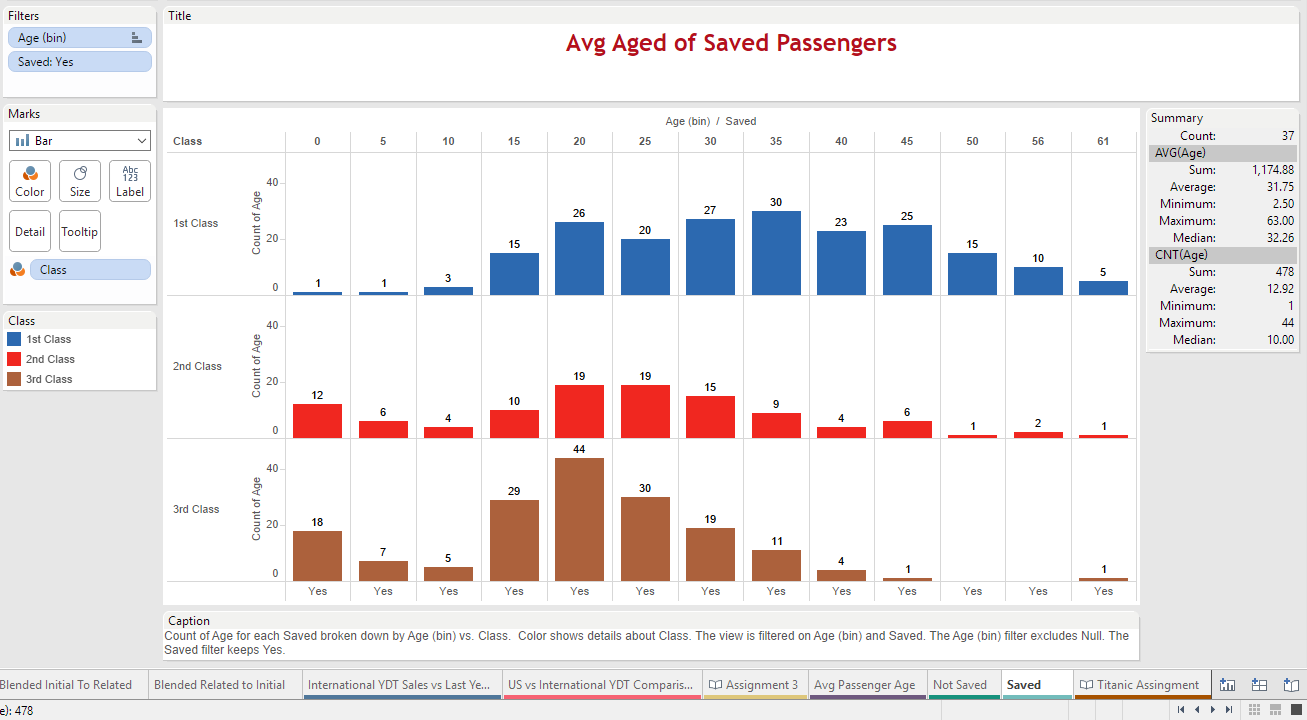 Filters
Age (bin)
Saved: Yes
Marks
Bar
Color
Size
Abc
123
Label
Detail
Tooltip
Class
Class
1st Class
2nd Class
3rd Class
Title
Avg Aged of Saved Passengers
Age (bin) / Saved
Class 0 5 10 15 20 25 30 35 40 45 50 56 61
1st Class
Count of Age
40
20
0
1 1 3 15 26 20 27 30 23 25 15 10 5
2nd Class
Count of Age
40
20
0
12 6 4 10 19 19 15 9 4 6 1 2 1
3rd Class
Count of Age
40
20
0
18 7 5 29 44 30 19 11 4 1 1
Yes Yes Yes Yes Yes Yes Yes Yes Yes Yes Yes Yes Yes
Summary
Count: 37
AVG(Age)
Sum: 1,174.88
Average: 31.75
Minimum: 2.50
Maximum: 63.00
Median: 32.26
CNT(Age)
Sum: 478
Average: 12.92
Minimum: 1
Maximum: 44
Median: 10.00
Caption
Count of Age for each Saved broken down by Age (bin) vs. Class. Color shows details about Class. The view is filtered on Age (bin) and Saved. The Age (bin) filter excludes Null. The
Saved filter keeps Yes.
Blended Initial To Related
Blended Related to Initial
International YDT Sales vs Last Ye...
US vs International YDT Comparis...
Assignment 3
Avg Passenger Age
Not Saved
Saved
Titanic Assingment
e): 478